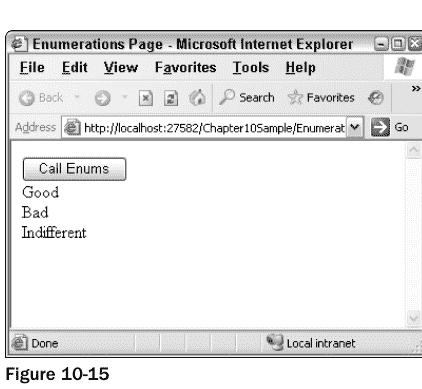 Enumerations Page - Microsoft Internet Explorer
File Edit View Favorites Tools Help
Back Search Favorites »
Address http://localhost:27582/Chapter10Sample/Enumerat Go
Call Enums
Good
Bad
Indifferent
Done Local intranet
Figure 10-15